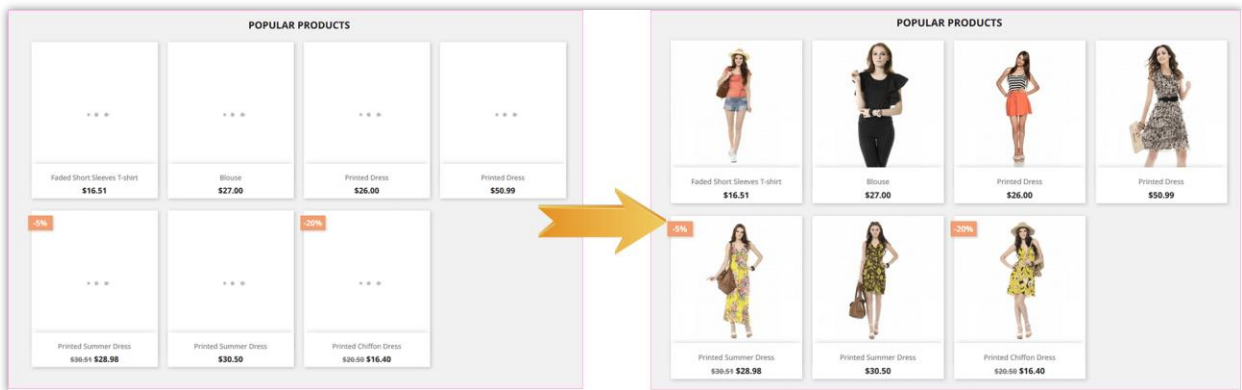 POPULAR PRODUCTS
Faded Short Sleeves T-shirt
$16.51
Blouse
$27.00
Printed Dress
$26.00
Printed Dress
$50.99
-5%
Printed Summer Dress
$30.51 $28.98
Printed Summer Dress
$30.50
-20%
Printed Chiffon Dress
$20.50 $16.40
POPULAR PRODUCTS
Faded Short Sleeves T-shirt
$16.51
Blouse
$27.00
Printed Dress
$26.00
Printed Dress
$50.99
-5%
Printed Summer Dress
$30.51 $28.98
Printed Summer Dress
$30.50
-20%
Printed Chiffon Dress
$20.50 $16.40